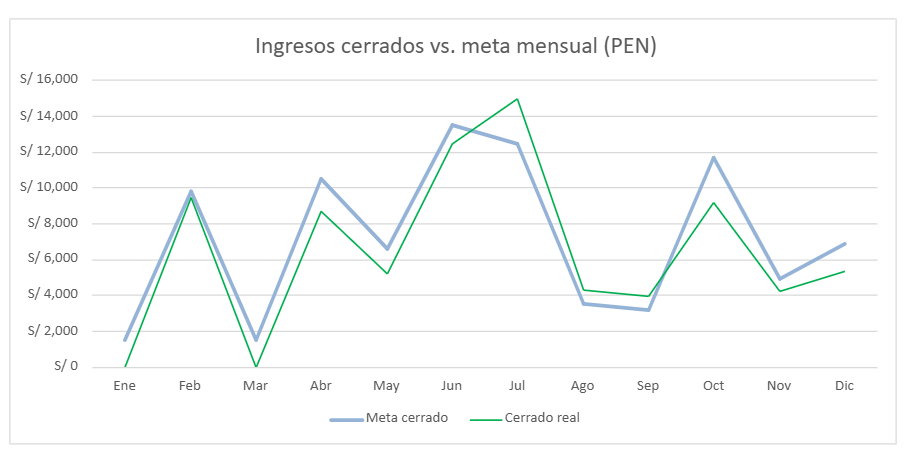 Ingresos cerrados vs. meta mensual (PEN)
S/ 16,000
S/ 14,000
S/ 12,000
S/ 10,000
S/ 8,000
S/ 6,000
S/ 4,000
S/ 2,000
S/ 0
Ene Feb Mar Abr May Jun Jul Ago Sep Oct Nov Dic
Meta cerrado Cerrado real